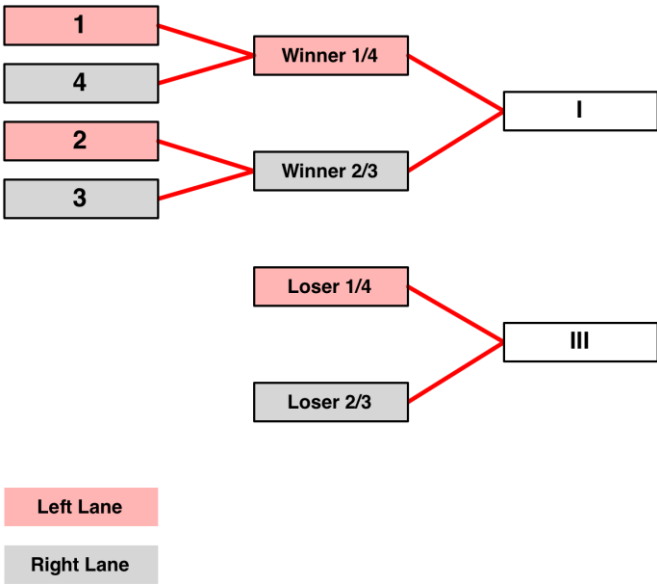 1
4
2
3
Winner 1/4
Winner 2/3
I
Loser 1/4
Loser 2/3
III
Left Lane
Right Lane